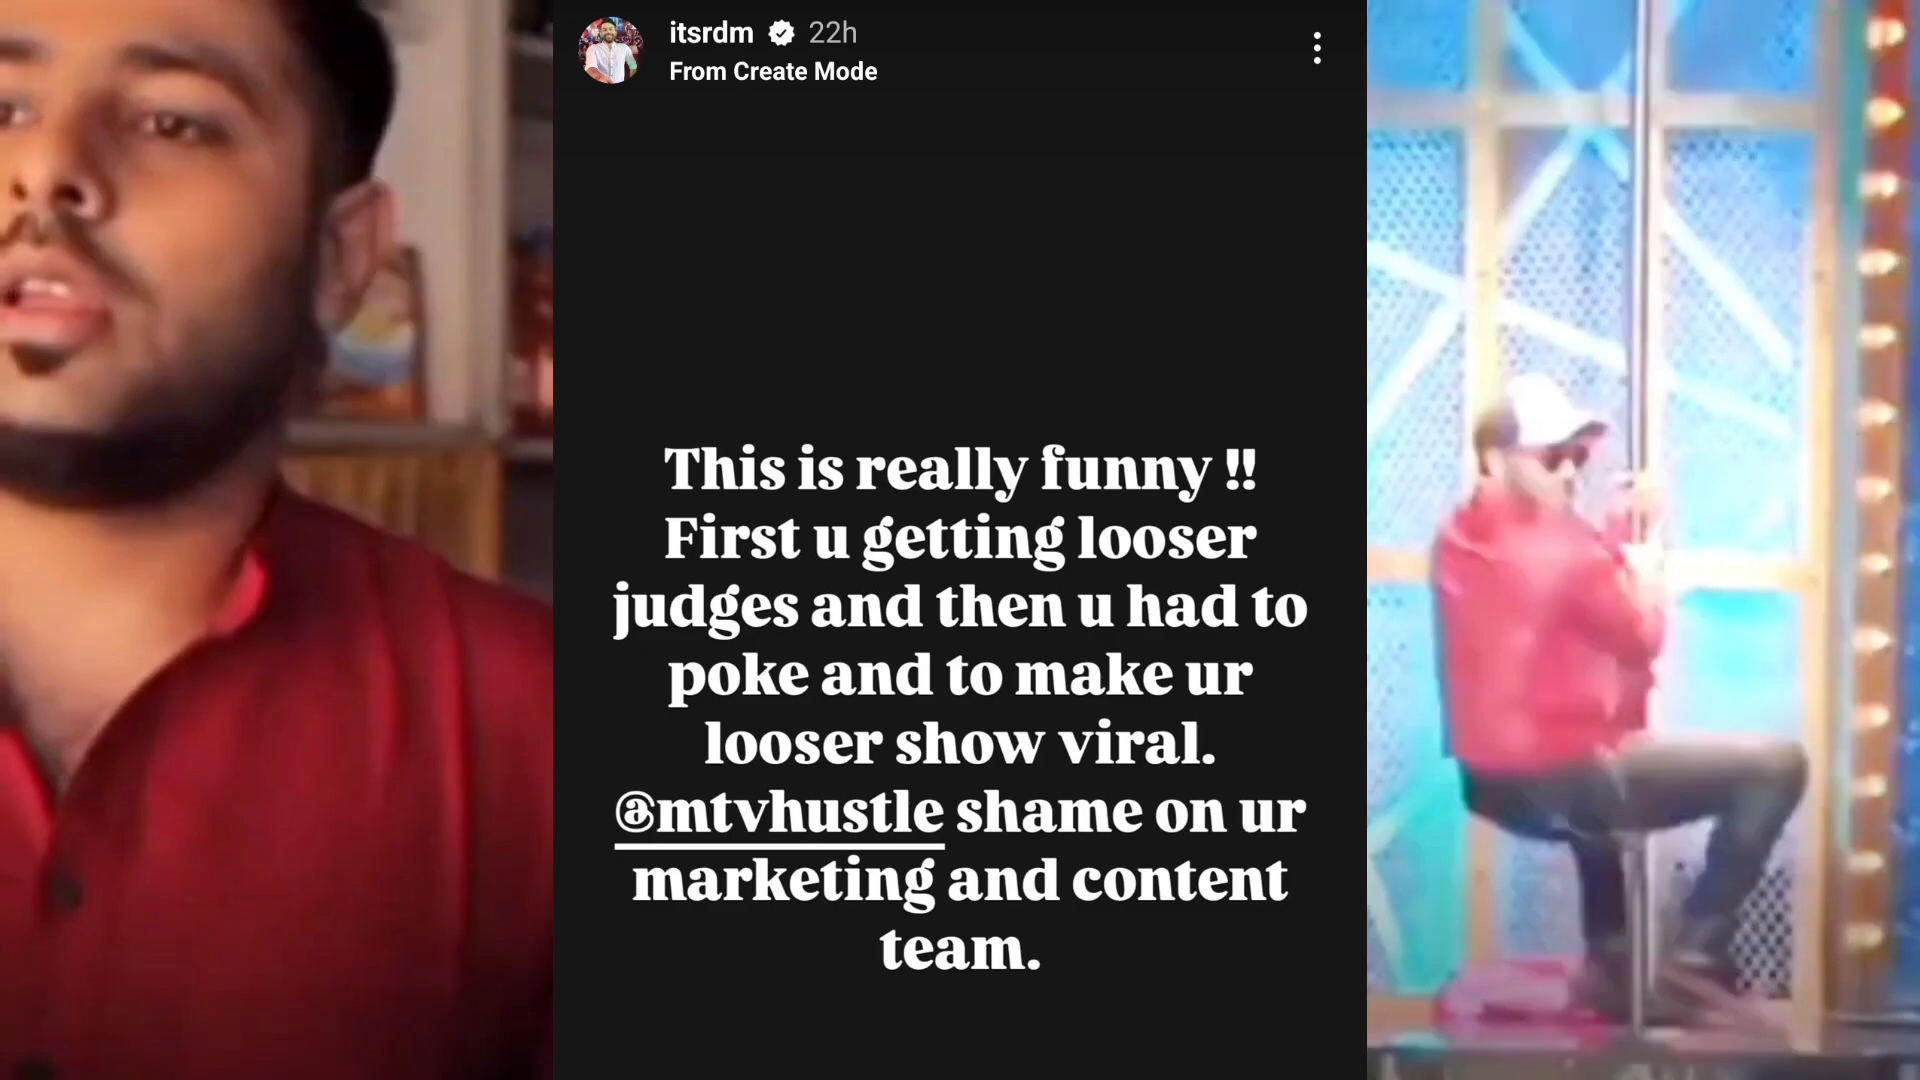 itsrdm 22h
From Create Mode
This is really funny !!
First u getting looser
judges and then u had to
poke and to make ur
looser show viral.
@mtvhustle shame on ur
marketing and content
team.